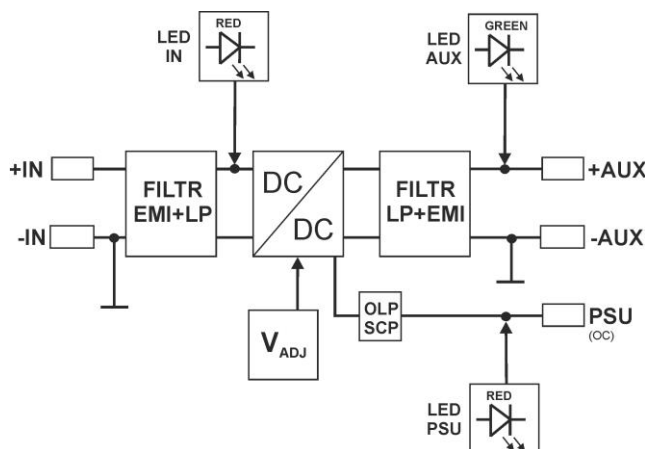 LED
IN
RED
LED
AUX
GREEN
+IN
FILTR
EMI+LP
DC
DC
FILTR
LP+EMI
+AUX
-IN
-AUX
VADJ
OLP
SCP
PSU
(OC)
LED
PSU
RED